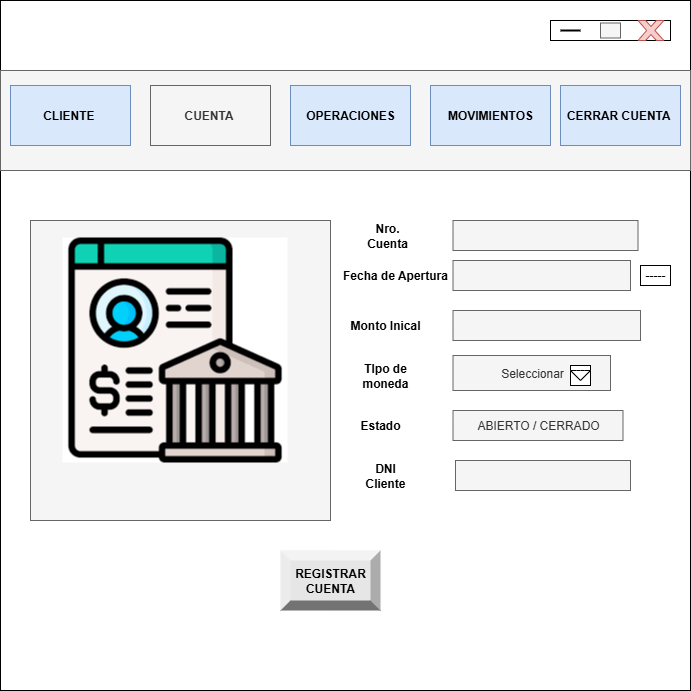 CLIENTE
CUENTA
OPERACIONES
MOVIMIENTOS
CERRAR CUENTA
Nro.
Cuenta
Fecha de Apertura
-----
Monto Inical
TIpo de
moneda
Seleccionar
Estado
ABIERTO / CERRADO
DNI
Cliente
REGISTRAR
CUENTA